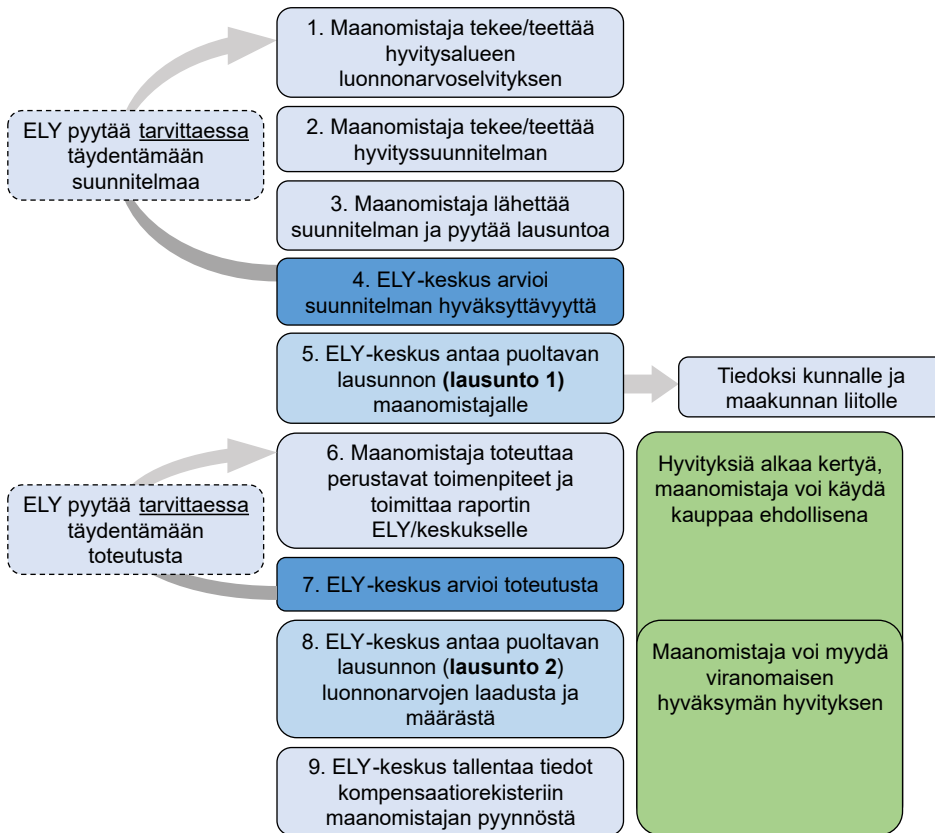 1. Maanomistaja tekee/teettää
hyvitysalueen
luonnonarvoselvityksen
ELY pyytää tarvittaessa
täydentämään
suunnitelmaa
2. Maanomistaja tekee/teettää
hyvityssuunnitelman
3. Maanomistaja lähettää
suunnitelman ja pyytää lausuntoa
4. ELY-keskus arvioi
suunnitelman hyväksyttävyyttä
5. ELY-keskus antaa puoltavan
lausunnon (lausunto 1)
maanomistajalle
Tiedoksi kunnalle ja
maakunnan liitolle
6. Maanomistaja toteuttaa
perustavat toimenpiteet ja
toimittaa raportin
ELY/keskukselle
Hyvityksiä alkaa kertyä,
maanomistaja voi käydä
kauppaa ehdollisena
ELY pyytää tarvittaessa
täydentämään
toteutusta
7. ELY-keskus arvioi toteutusta
8. ELY-keskus antaa puoltavan
lausunnon (lausunto 2)
luonnonarvojen laadusta ja
määrästä
Maanomistaja voi myydä
viranomaisen
hyväksymän hyvityksen
9. ELY-keskus tallentaa tiedot
kompensaatiorekisteriin
maanomistajan pyynnöstä